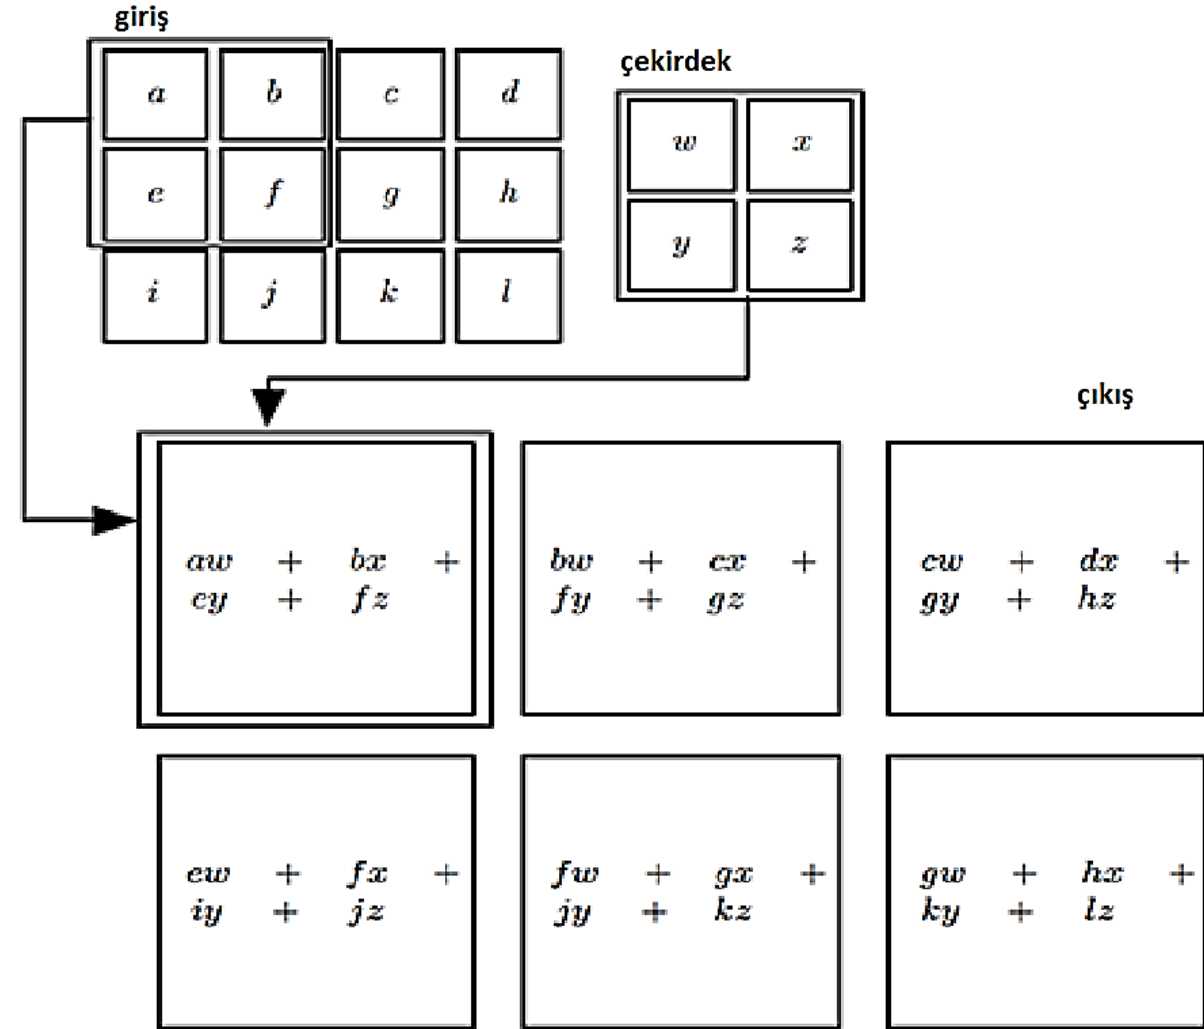 giriş
a b c d
çekirdek
w x
e f g h
y z
i j k l
çıkış
aw + bx +
ey + fz
bw + cx +
fy + gz
cw + dx +
gy + hz
ew + fx +
iy + jz
fw + gx +
jy + kz
gw + hx +
ky + lz